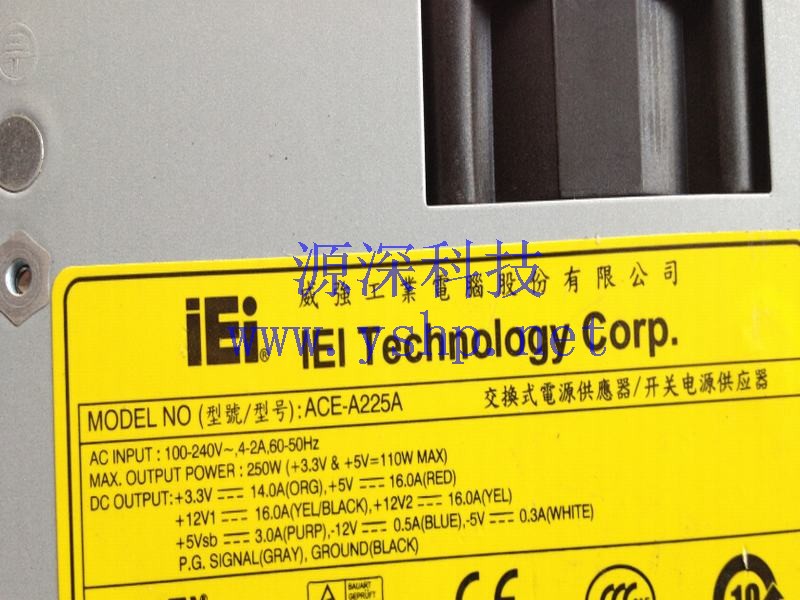 源深科技
www.yshp.net
威強工業電腦股份有限公司
iEi® IEI Technology Corp.
MODEL NO (型號/型号): ACE-A225A 交換式電源供應器/开关电源供应器
AC INPUT : 100-240V~,4-2A,60-50Hz
MAX. OUTPUT POWER : 250W (+3.3V & +5V=110W MAX)
DC OUTPUT:+3.3V ⎓ 14.0A(ORG),+5V ⎓ 16.0A(RED)
+12V1 ⎓ 16.0A(YEL/BLACK),+12V2 ⎓ 16.0A(YEL)
+5Vsb ⎓ 3.0A(PURP),-12V ⎓ 0.5A(BLUE),-5V ⎓ 0.3A(WHITE)
P.G. SIGNAL(GRAY), GROUND(BLACK)
BAUART
GEPRÜFT
CE
10